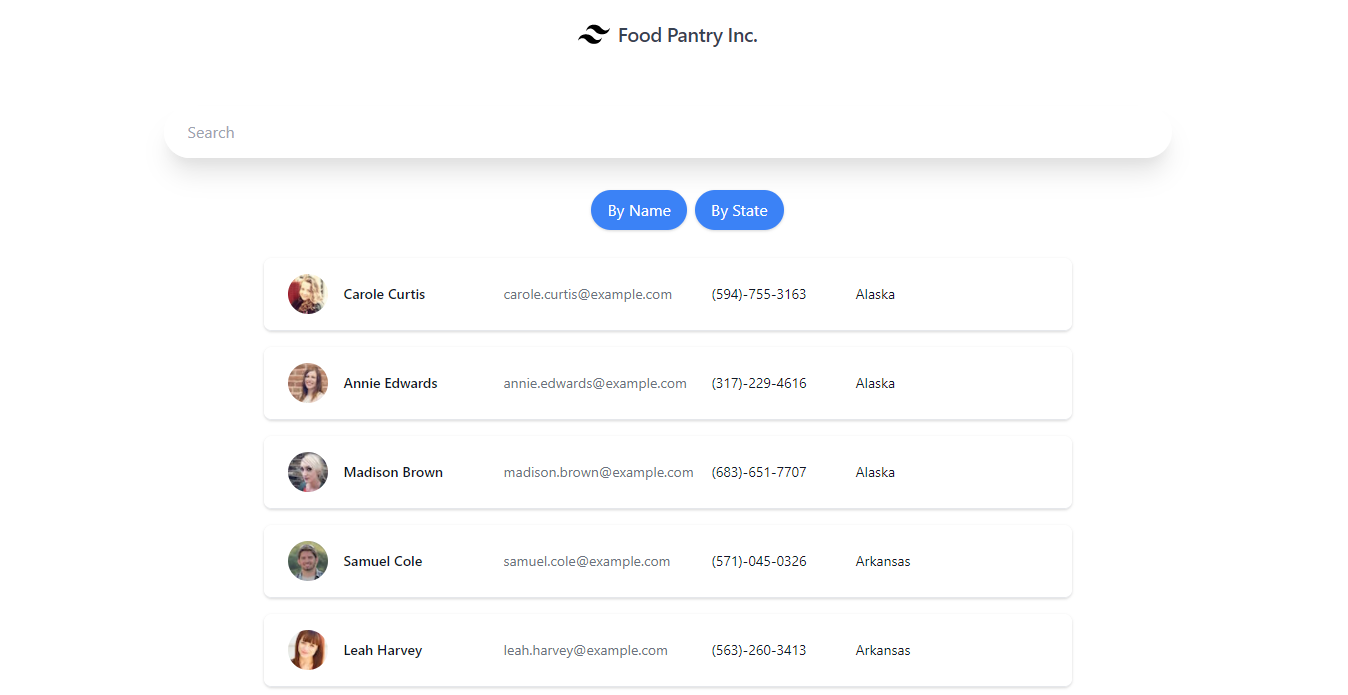 Food Pantry Inc.
Search
By Name By State
Carole Curtis carole.curtis@example.com (594)-755-3163 Alaska
Annie Edwards annie.edwards@example.com (317)-229-4616 Alaska
Madison Brown madison.brown@example.com (683)-651-7707 Alaska
Samuel Cole samuel.cole@example.com (571)-045-0326 Arkansas
Leah Harvey leah.harvey@example.com (563)-260-3413 Arkansas